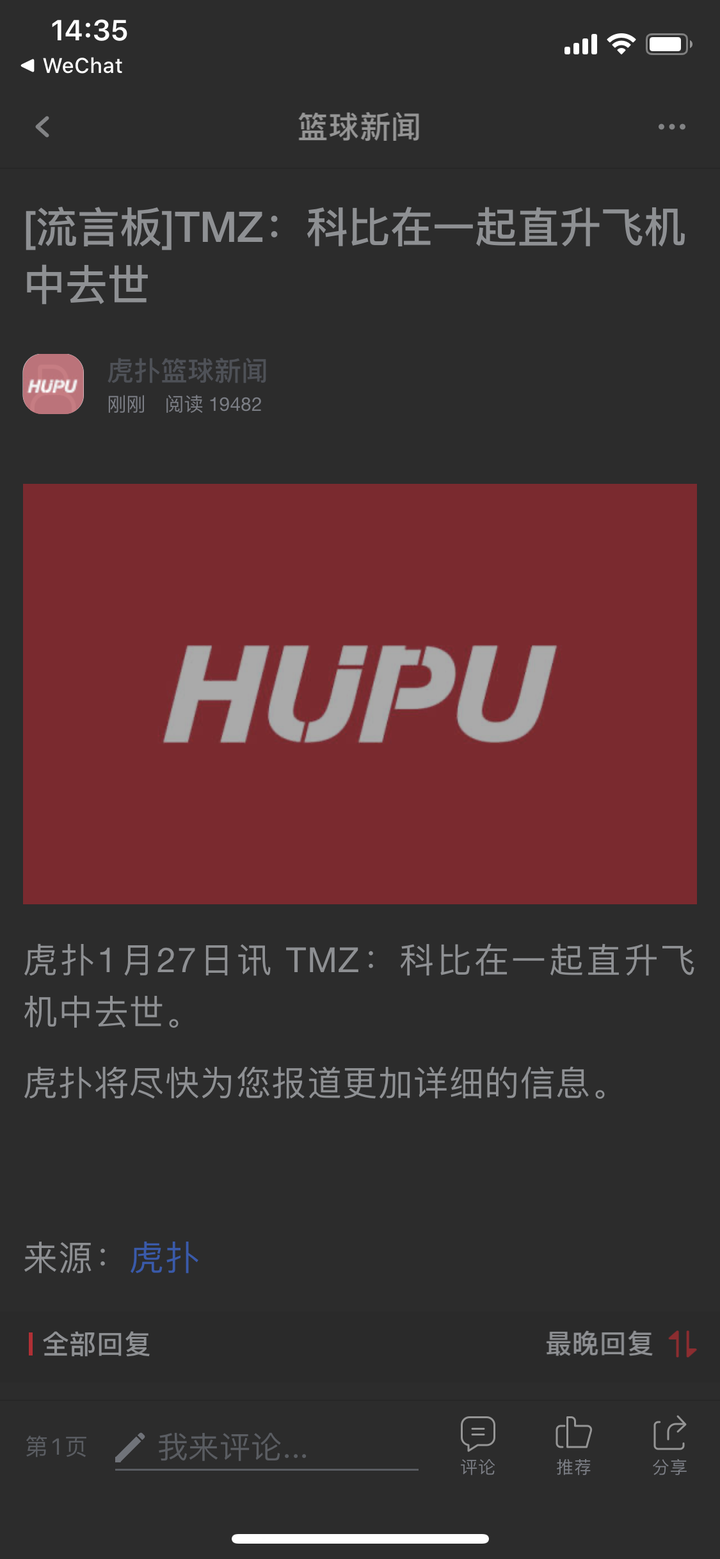 14:35
WeChat
篮球新闻
[流言板]TMZ：科比在一起直升飞机
中去世
HUPU
虎扑篮球新闻
刚刚 阅读 19482
HUPU
虎扑1月27日讯 TMZ：科比在一起直升飞
机中去世。
虎扑将尽快为您报道更加详细的信息。
来源：虎扑
全部回复 最晚回复
第1页 我来评论... 评论 推荐 分享